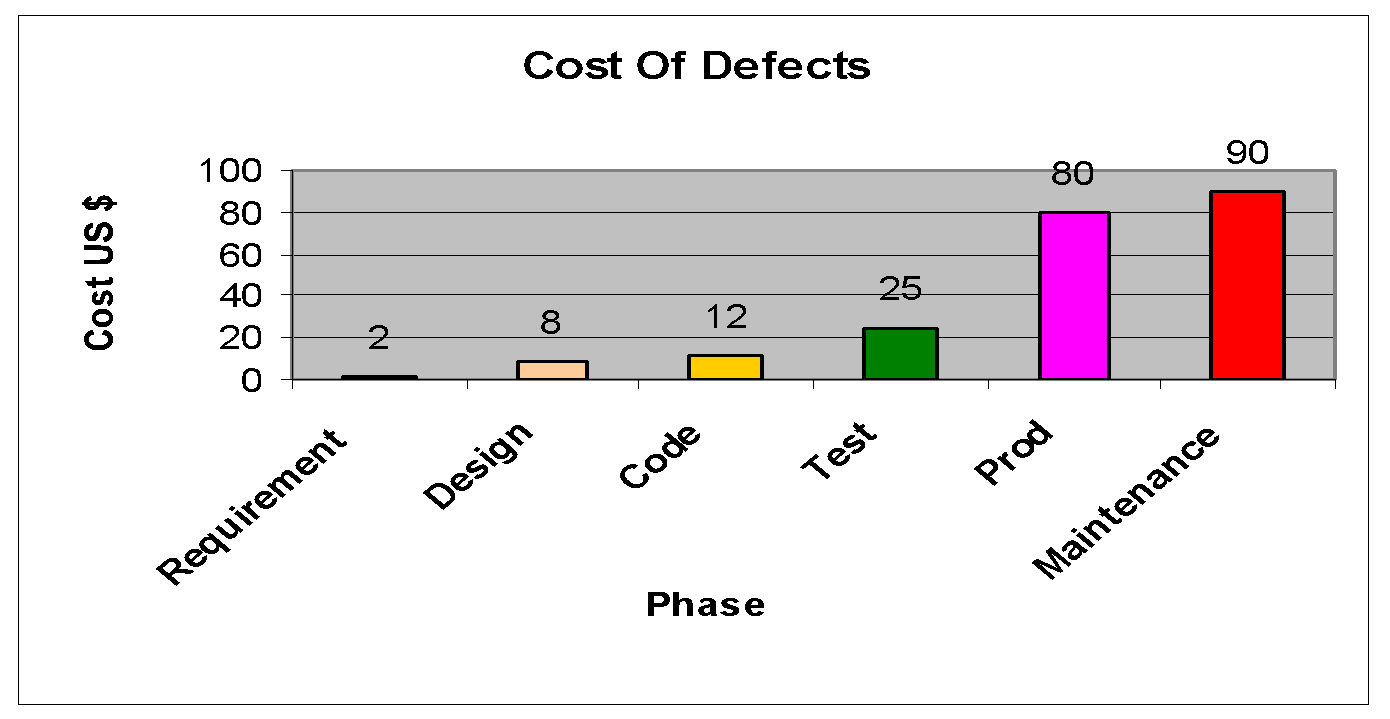 Cost Of Defects
Cost US $
100
80
60
40
20
0
2
8
12
25
80
90
Requirement
Design
Code
Test
Prod
Maintenance
Phase